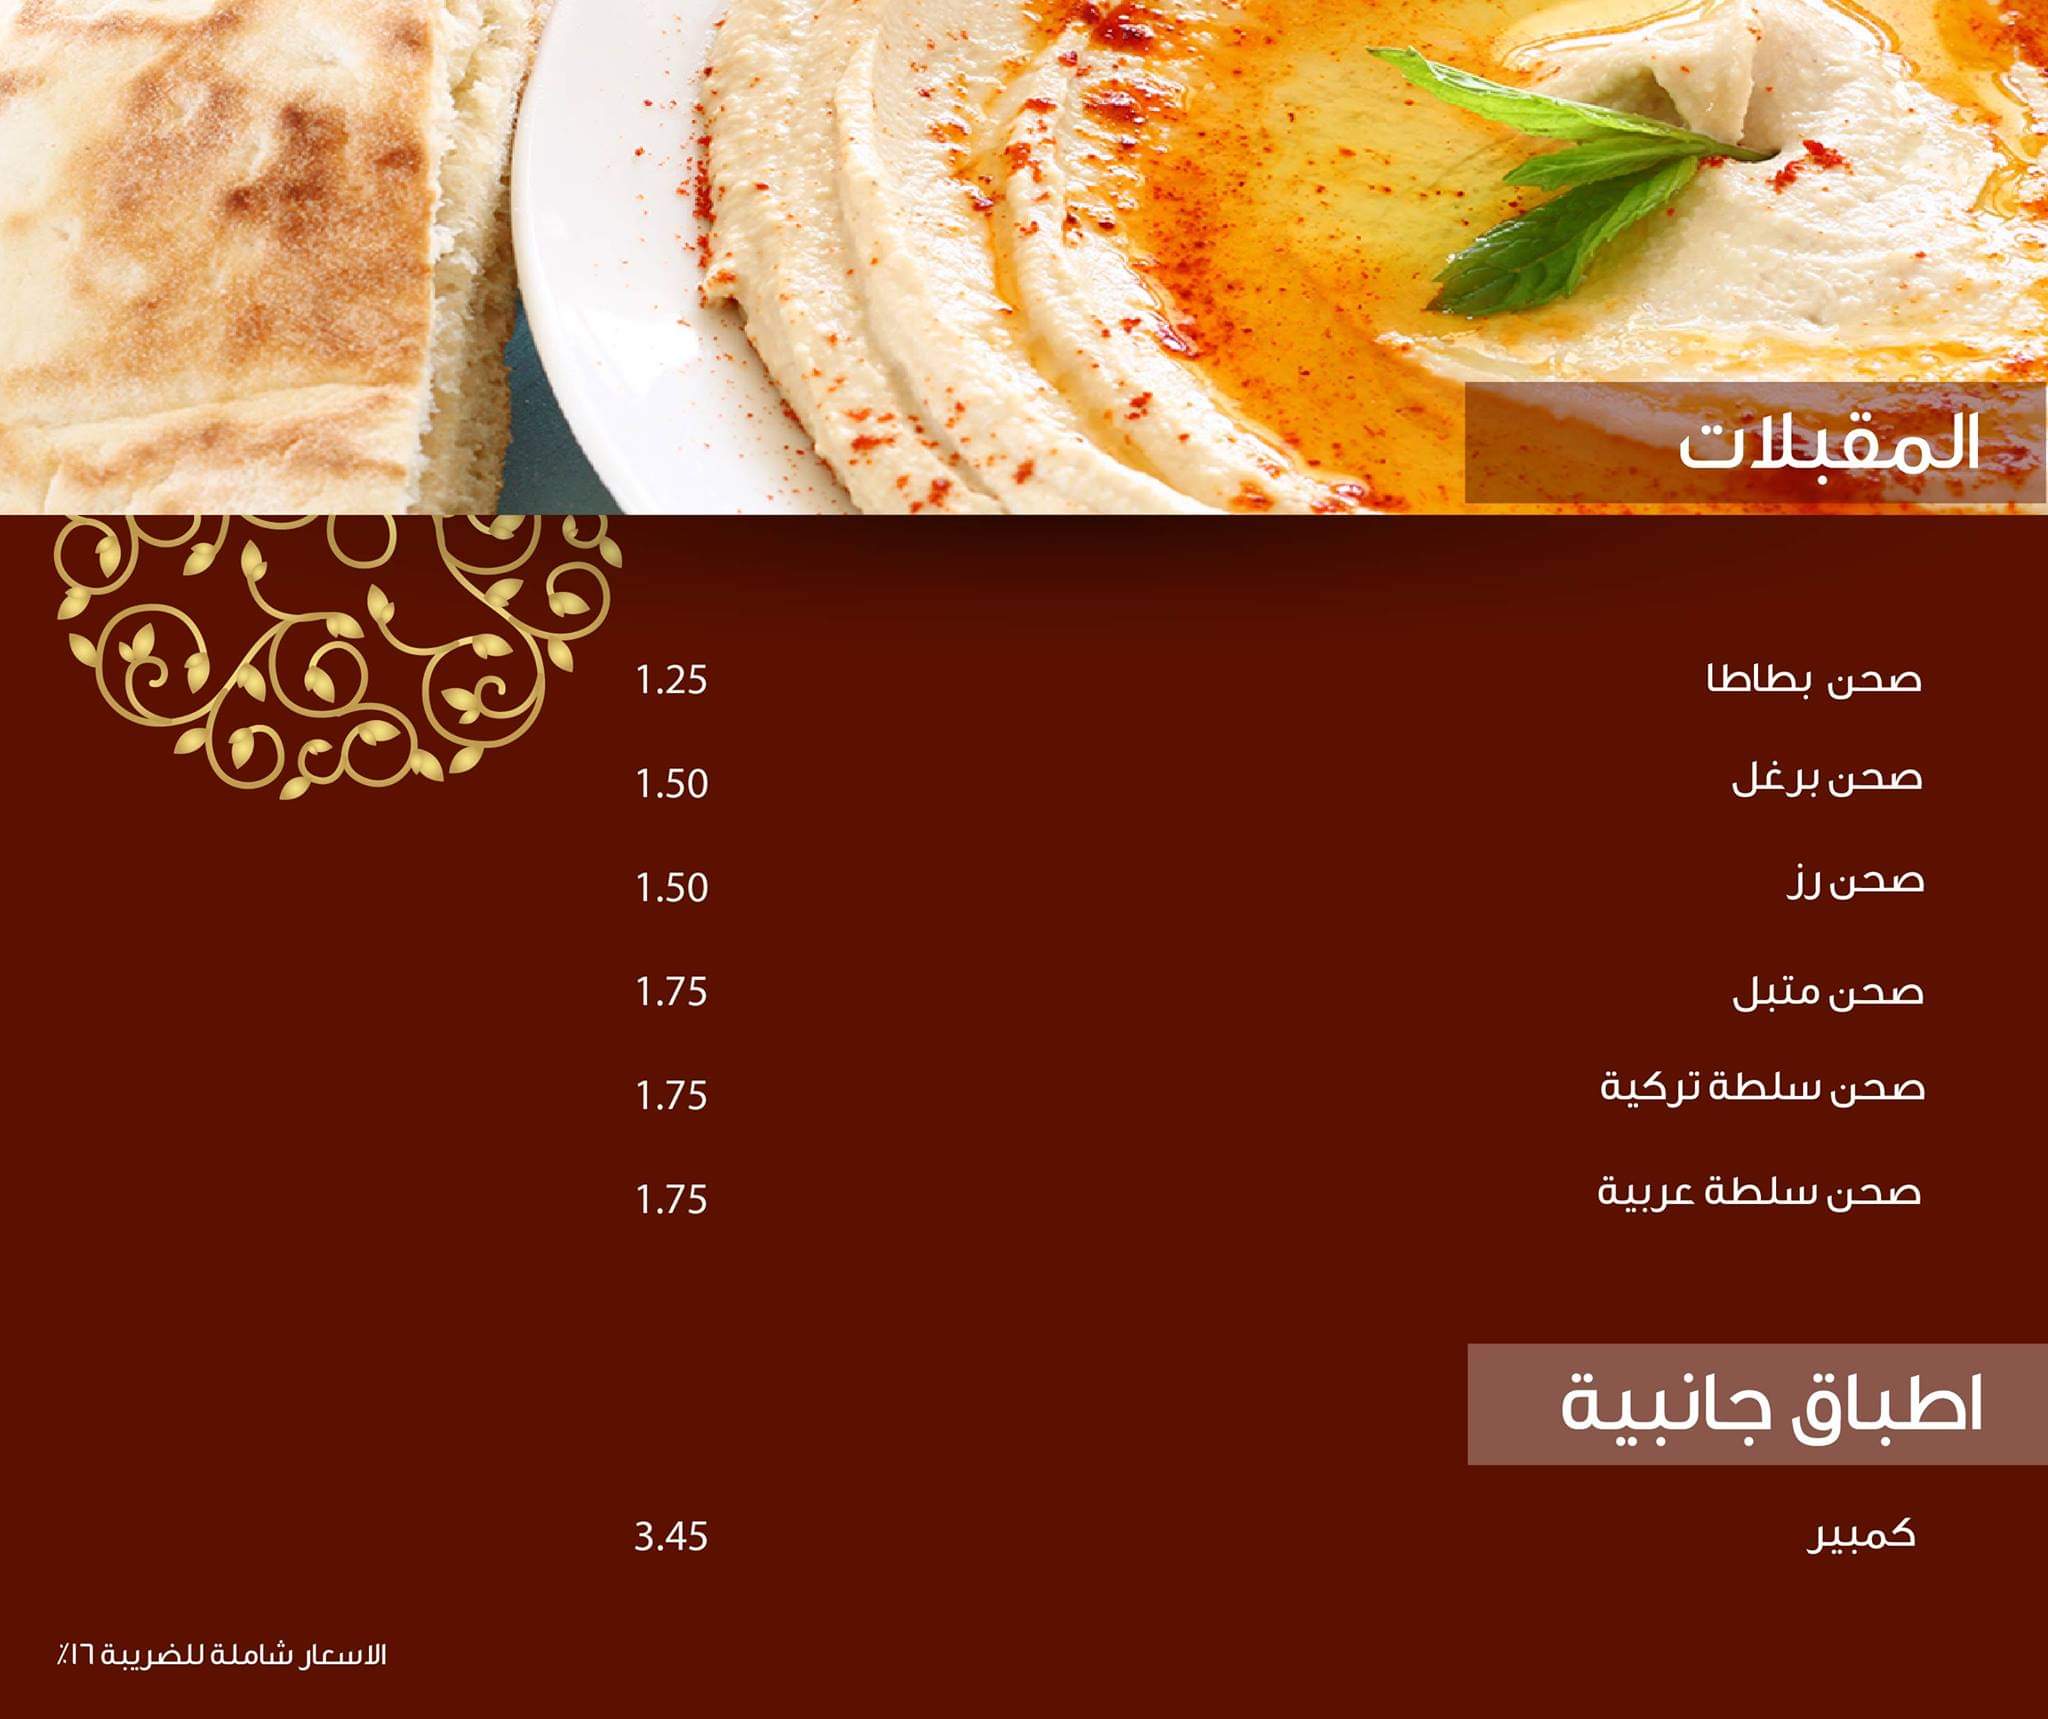 المقبلات
صحن بطاطا 1.25
صحن برغل 1.50
صحن رز 1.50
صحن متبل 1.75
صحن سلطة تركية 1.75
صحن سلطة عربية 1.75
اطباق جانبية
كمبير 3.45
الاسعار شاملة للضريبة ١٦٪